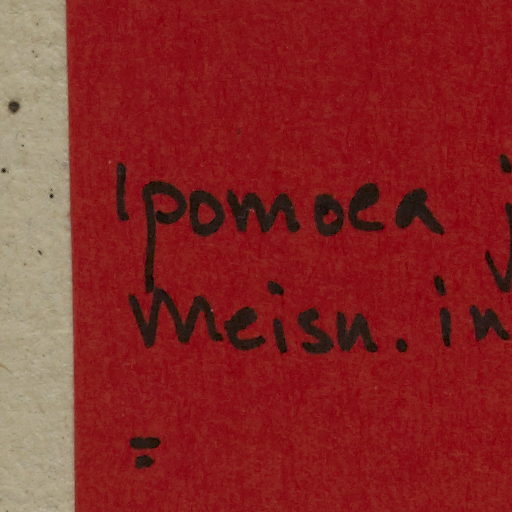 Ipomoea j
Meisn. in
=